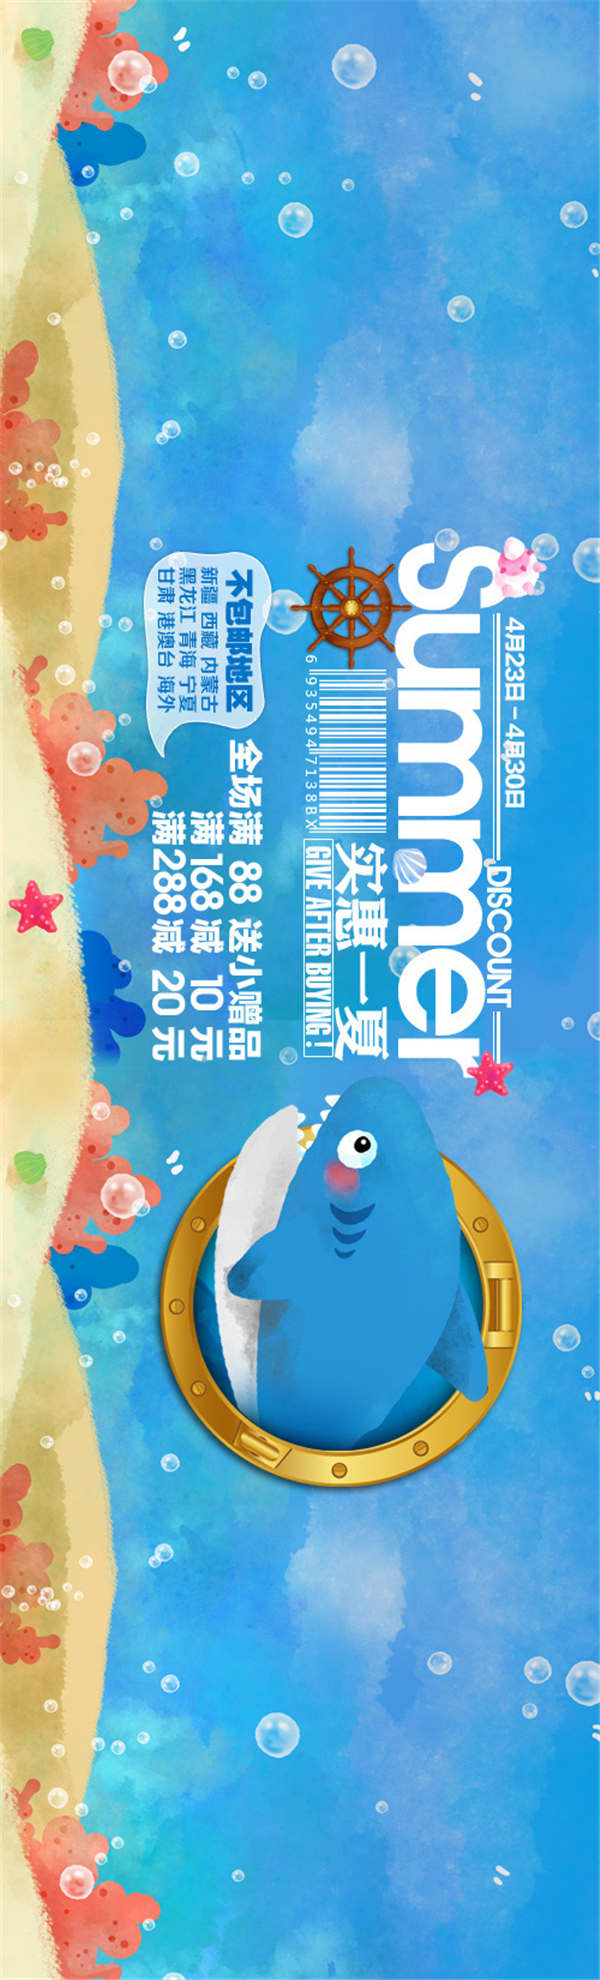 4月23日-4月30日
DISCOUNT
Summer
实惠一夏
GIVE AFTER BUYING!
6 935494 7138BX
不包邮地区
新疆 西藏 内蒙古
黑龙江 青海 宁夏
甘肃 港澳台 海外
全场满 88 送小赠品
满168减 10 元
满288减 20 元